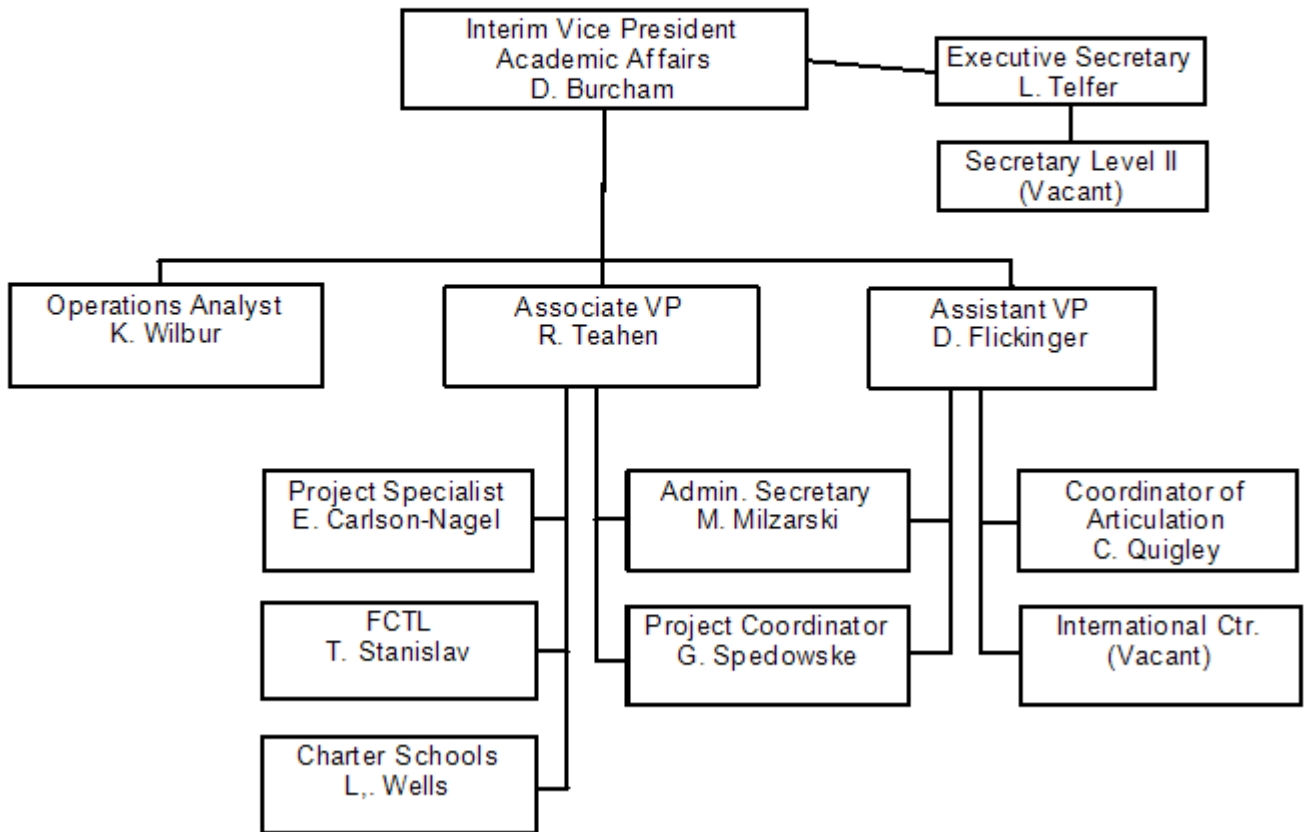 Interim Vice President
Academic Affairs
D. Burcham
Executive Secretary
L. Telfer
Secretary Level II
(Vacant)
Operations Analyst
K. Wilbur
Associate VP
R. Teahen
Assistant VP
D. Flickinger
Project Specialist
E. Carlson-Nagel
Admin. Secretary
M. Milzarski
Coordinator of
Articulation
C. Quigley
FCTL
T. Stanislav
Project Coordinator
G. Spedowske
International Ctr.
(Vacant)
Charter Schools
L,. Wells